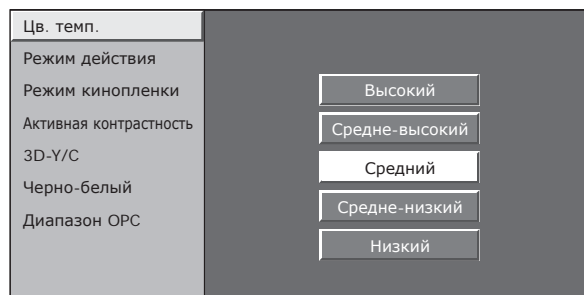 Цв. темп.
Режим действия
Режим кинопленки
Активная контрастность
3D-Y/C
Черно-белый
Диапазон OPC
Высокий
Средне-высокий
Средний
Средне-низкий
Низкий